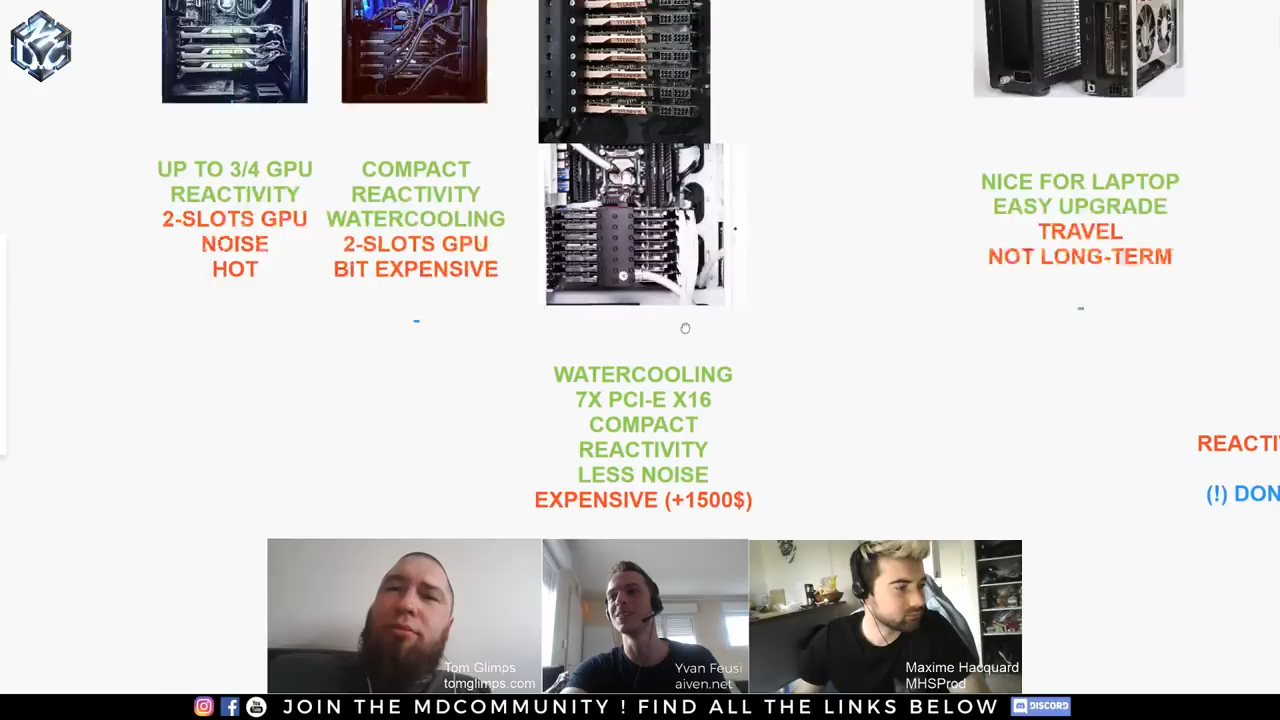 UP TO 3/4 GPU
REACTIVITY
2-SLOTS GPU
NOISE
HOT
COMPACT
REACTIVITY
WATERCOOLING
2-SLOTS GPU
BIT EXPENSIVE
WATERCOOLING
7X PCI-E X16
COMPACT
REACTIVITY
LESS NOISE
EXPENSIVE (+1500$)
NICE FOR LAPTOP
EASY UPGRADE
TRAVEL
NOT LONG-TERM
REACTI
(!) DON
Tom Glimps
tomglimps.com
Yvan Feusi
aiven.net
Maxime Hacquard
MHSProd
JOIN THE MDCOMMUNITY ! FIND ALL THE LINKS BELOW
DISCORD